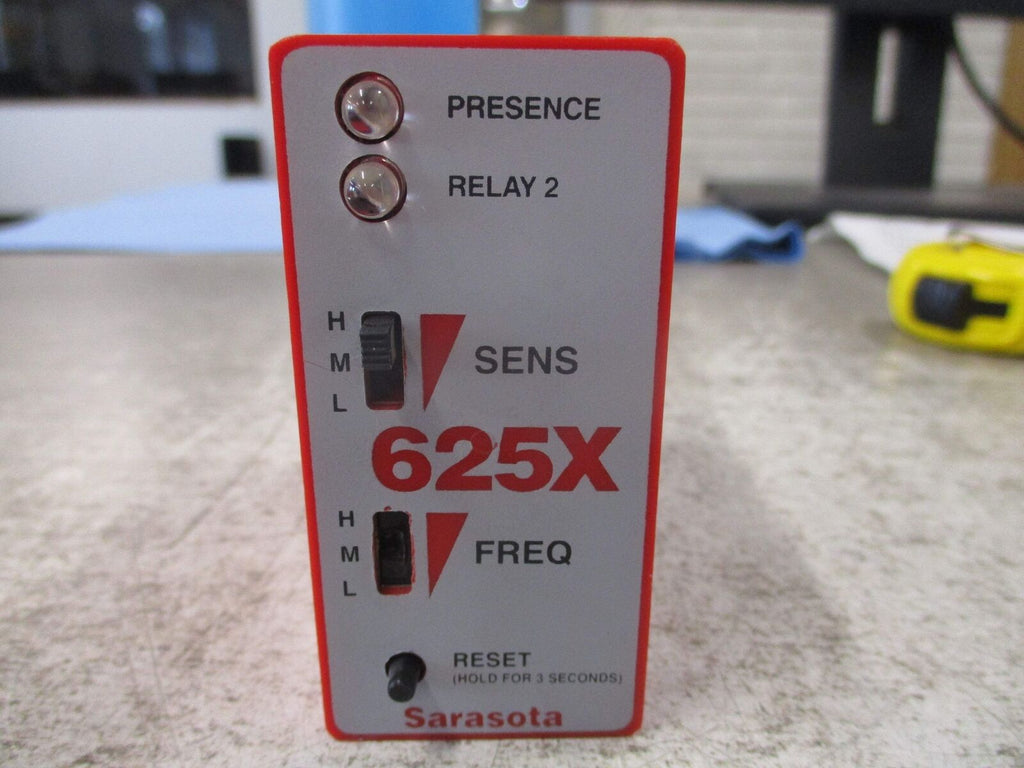 PRESENCE
RELAY 2
H
M
L
SENS
625X
H
M
L
FREQ
RESET
(HOLD FOR 3 SECONDS)
Sarasota